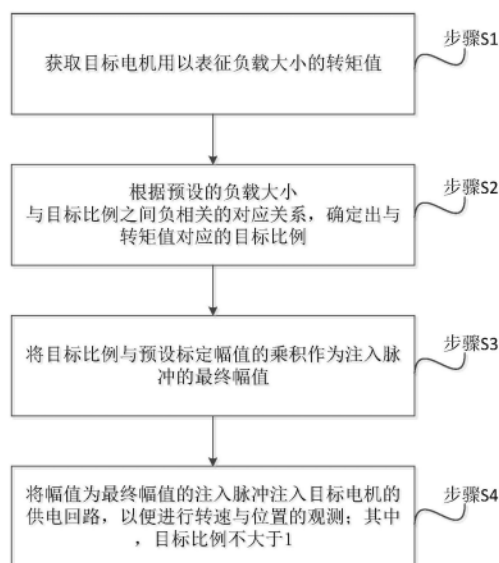 获取目标电机用以表征负载大小的转矩值
步骤S1
根据预设的负载大小
与目标比例之间负相关的对应关系，确定出与
转矩值对应的目标比例
步骤S2
将目标比例与预设标定幅值的乘积作为注入脉
冲的最终幅值
步骤S3
将幅值为最终幅值的注入脉冲注入目标电机的
供电回路，以便进行转速与位置的观测；其中
，目标比例不大于1
步骤S4